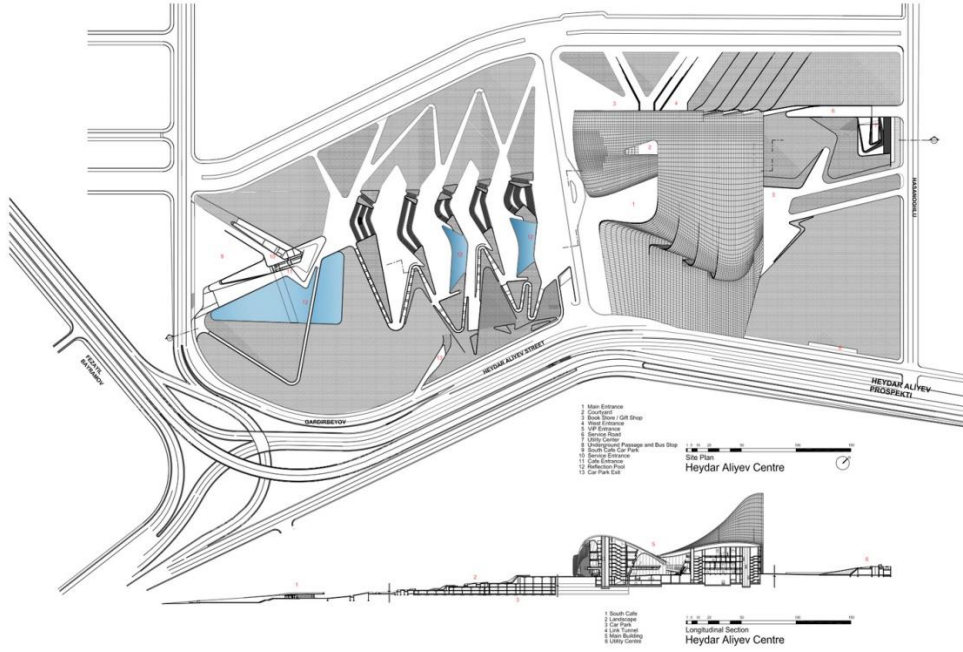 HASANOGHLU
FEZAYIL
BAYRAMOV
HEYDAR ALIYEV STREET
GARDIRBEYOV
HEYDAR ALIYEV
PROSPEKTI
1 Main Entrance
2 Courtyard
3 Book Store / Gift Shop
4 West Entrance
5 VIP Entrance
6 Service Road
7 Utility Center
8 Underground Passage and Bus Stop
9 South Cafe Car Park
10 Service Entrance
11 Cafe Entrance
12 Reflection Pool
13 Car Park Exit
Site Plan
Heydar Aliyev Centre
1 South Cafe
2 Landscape
3 Car Park
4 Link Tunnel
5 Main Building
6 Utility Centre
Longitudinal Section
Heydar Aliyev Centre